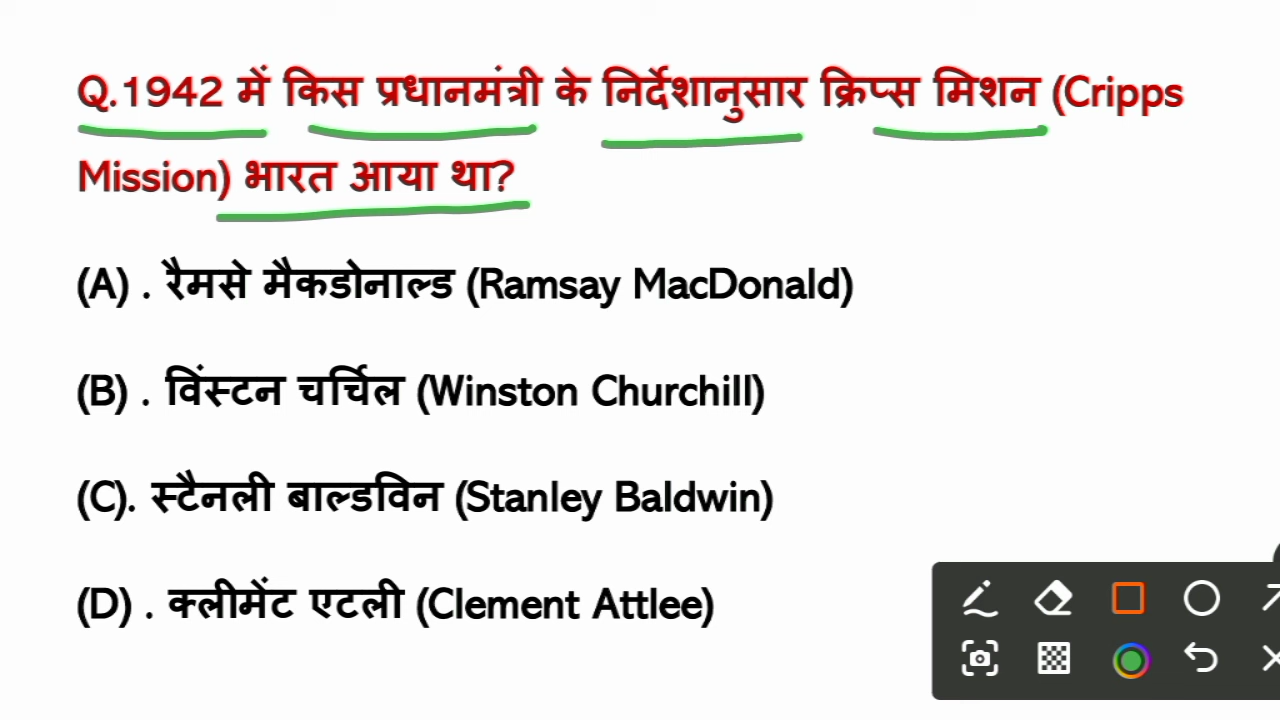 Q.1942 में किस प्रधानमंत्री के निर्देशानुसार क्रिप्स मिशन (Cripps
Mission) भारत आया था?
(A) . रैमसे मैकडोनाल्ड (Ramsay MacDonald)
(B) . विंस्टन चर्चिल (Winston Churchill)
(C). स्टैनली बाल्डविन (Stanley Baldwin)
(D) . क्लीमेंट एटली (Clement Attlee)